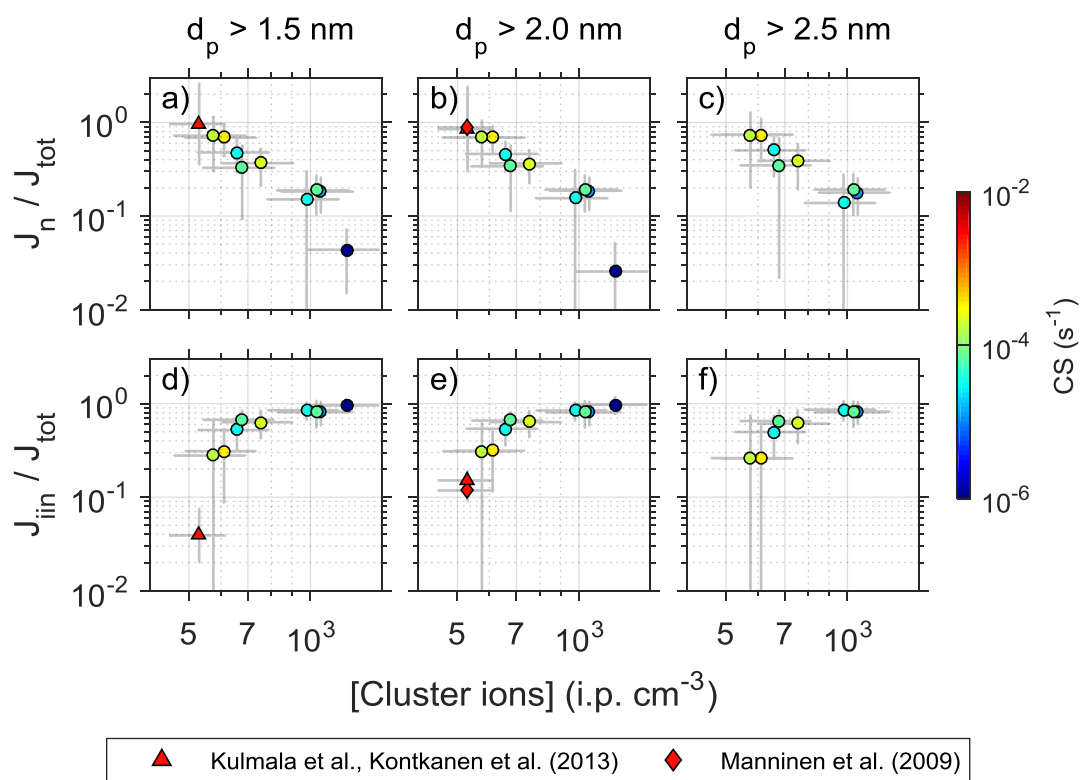 d_p > 1.5 nm d_p > 2.0 nm d_p > 2.5 nm
a) b) c)
10^0
10^-1
10^-2
J_n / J_tot
d) e) f)
10^0
10^-1
10^-2
J_iin / J_tot
5 7 10^3 5 7 10^3 5 7 10^3
[Cluster ions] (i.p. cm^-3)
10^-2
10^-4
10^-6
CS (s^-1)
Kulmala et al., Kontkanen et al. (2013) Manninen et al. (2009)